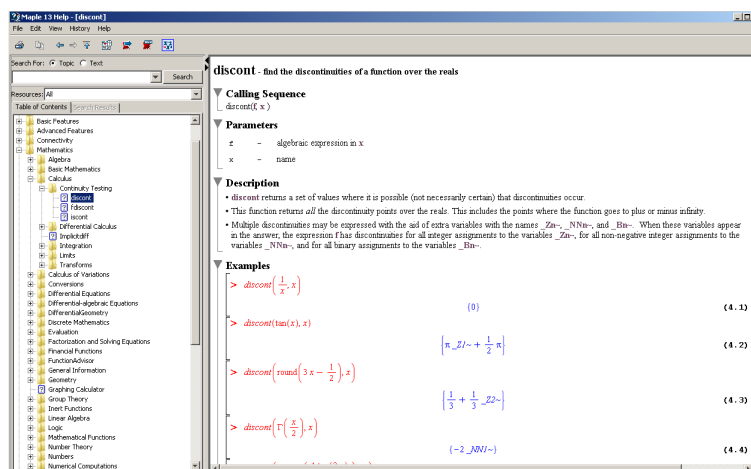 Maple 13 Help - [discont]
File Edit View History Help
Search For: Topic Text
Search
Resources: All
Table of Contents Search Results
Basic Features
Advanced Features
Connectivity
Mathematics
Algebra
Basic Mathematics
Calculus
Continuity Testing
discont
fdiscont
iscont
Differential Calculus
Implicitdiff
Integration
Limits
Transforms
Calculus of Variations
Conversions
Differential Equations
Differential-algebraic Equations
DifferentialGeometry
Discrete Mathematics
Evaluation
Factorization and Solving Equations
Financial Functions
FunctionAdvisor
General Information
Geometry
Graphing Calculator
Group Theory
Inert Functions
Linear Algebra
Logic
Mathematical Functions
Number Theory
Numbers
Numerical Computations
discont - find the discontinuities of a function over the reals
Calling Sequence
discont(f, x )
Parameters
f - algebraic expression in x
x - name
Description
• discont returns a set of values where it is possible (not necessarily certain) that discontinuities occur.
• This function returns all the discontinuity points over the reals. This includes the points where the function goes to plus or minus infinity.
• Multiple discontinuities may be expressed with the aid of extra variables with the names _Zn~, _NNn~, and _Bn~. When these variables appear
in the answer, the expression f has discontinuities for all integer assignments to the variables _Zn~, for all non-negative integer assignments to the
variables _NNn~, and for all binary assignments to the variables _Bn~.
Examples
> discont(1/x, x)
{0} (4.1)
> discont(tan(x), x)
{π _Z1~ + 1/2 π} (4.2)
> discont(round(3 x − 1/2), x)
{1/3 + 1/3 _Z2~} (4.3)
> discont(Γ(x/2), x)
{−2 _NN1~} (4.4)